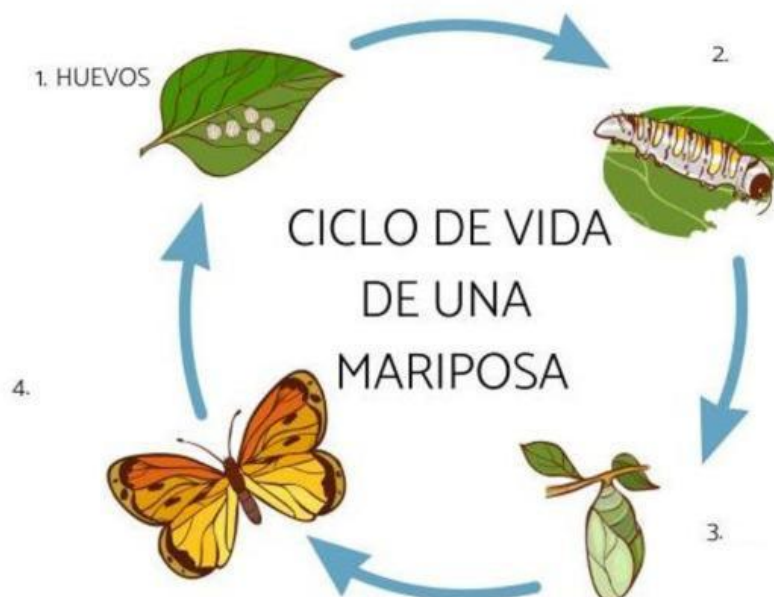 1. HUEVOS
2.
CICLO DE VIDA
DE UNA
MARIPOSA
4.
3.